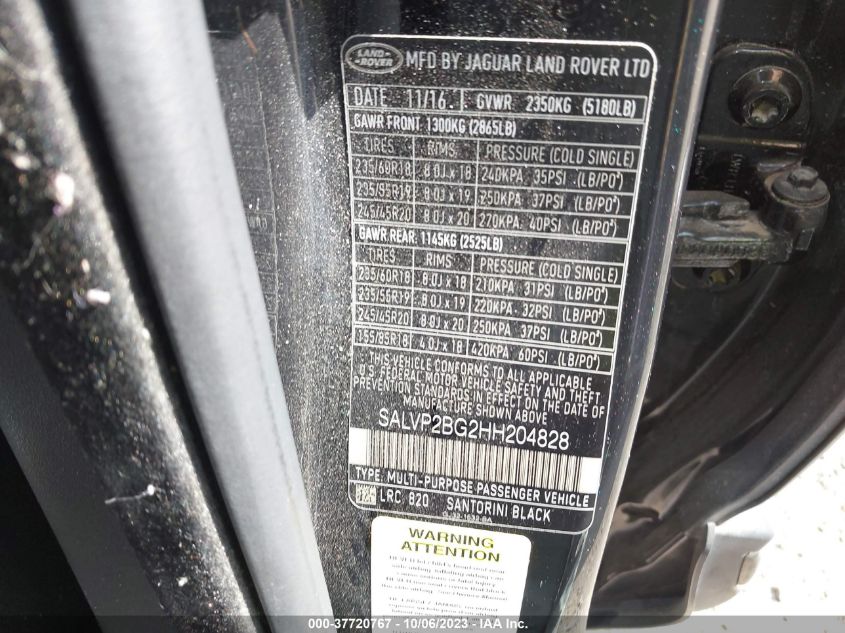 LAND ROVER MFD BY JAGUAR LAND ROVER LTD
DATE 11/16 GVWR 2350KG (5180LB)
GAWR FRONT 1300KG (2865LB)
TIRES RIMS PRESSURE (COLD SINGLE)
235/60R18 8.0J x 18 240KPA 35PSI (LB/PO²)
235/55R19 8.0J x 19 250KPA 37PSI (LB/PO²)
245/45R20 8.0J x 20 270KPA 40PSI (LB/PO²)
GAWR REAR 1145KG (2525LB)
TIRES RIMS PRESSURE (COLD SINGLE)
235/60R18 8.0J x 18 210KPA 31PSI (LB/PO²)
235/55R19 8.0J x 19 220KPA 32PSI (LB/PO²)
245/45R20 8.0J x 20 250KPA 37PSI (LB/PO²)
155/85R18 4.0J x 18 420KPA 60PSI (LB/PO²)
THIS VEHICLE CONFORMS TO ALL APPLICABLE
U.S. FEDERAL MOTOR VEHICLE SAFETY AND THEFT
PREVENTION STANDARDS IN EFFECT ON THE DATE OF
MANUFACTURE SHOWN ABOVE
SALVP2BG2HH204828
TYPE: MULTI-PURPOSE PASSENGER VEHICLE
LRC. 820 SANTORINI BLACK
WARNING
ATTENTION
000-37720767 - 10/06/2023 - IAAI.com